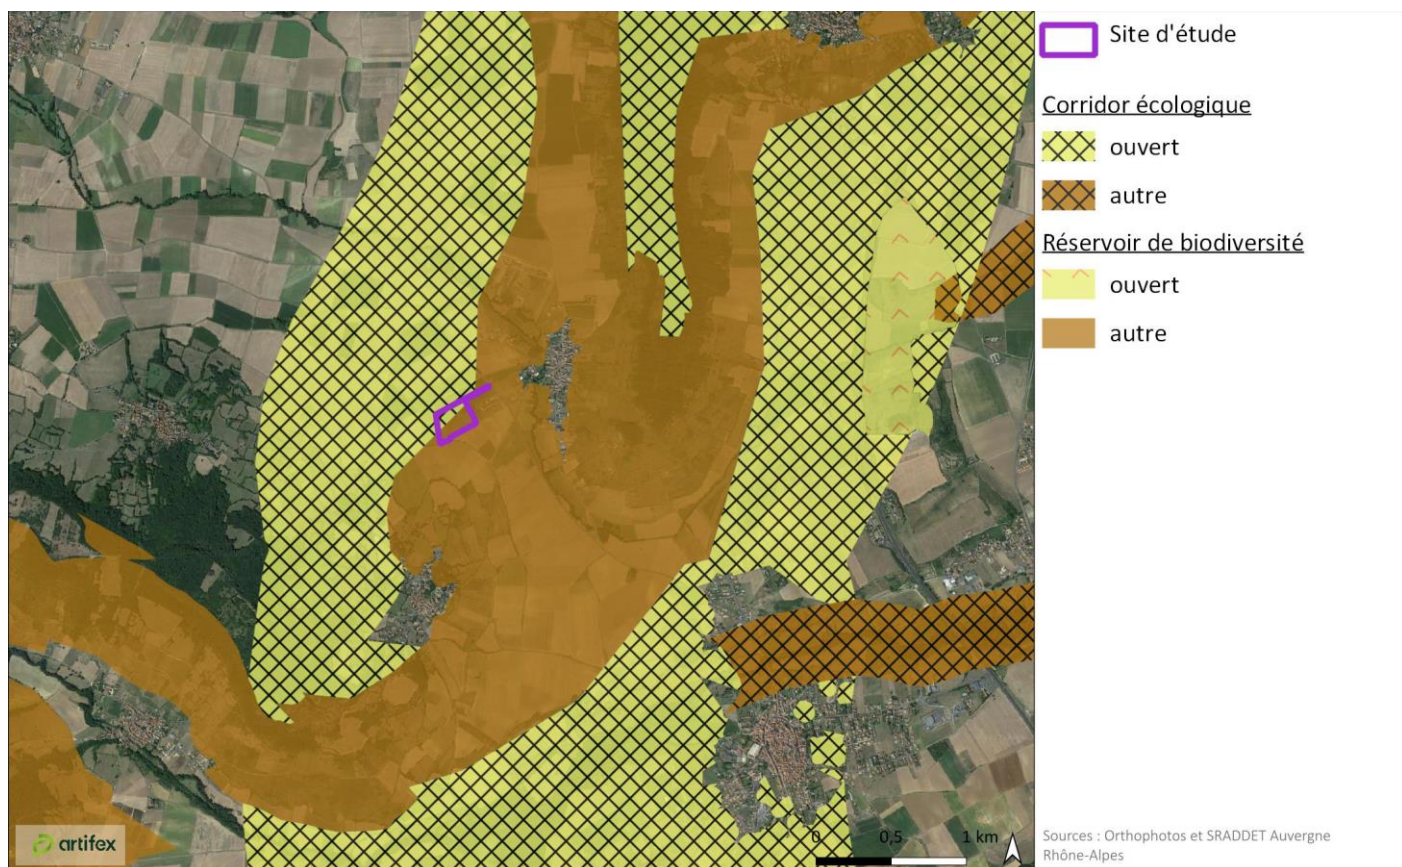 Site d'étude
Corridor écologique
ouvert
autre
Réservoir de biodiversité
ouvert
autre
0 0,5 1 km
artifex
Sources : Orthophotos et SRADDET Auvergne
Rhône-Alpes